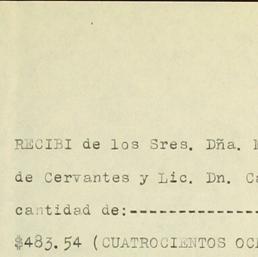 RECIBI de los Sres. Dña.
de Cervantes y Lic. Dn.
cantidad de:----------------
$483.54 (CUATROCIENTOS